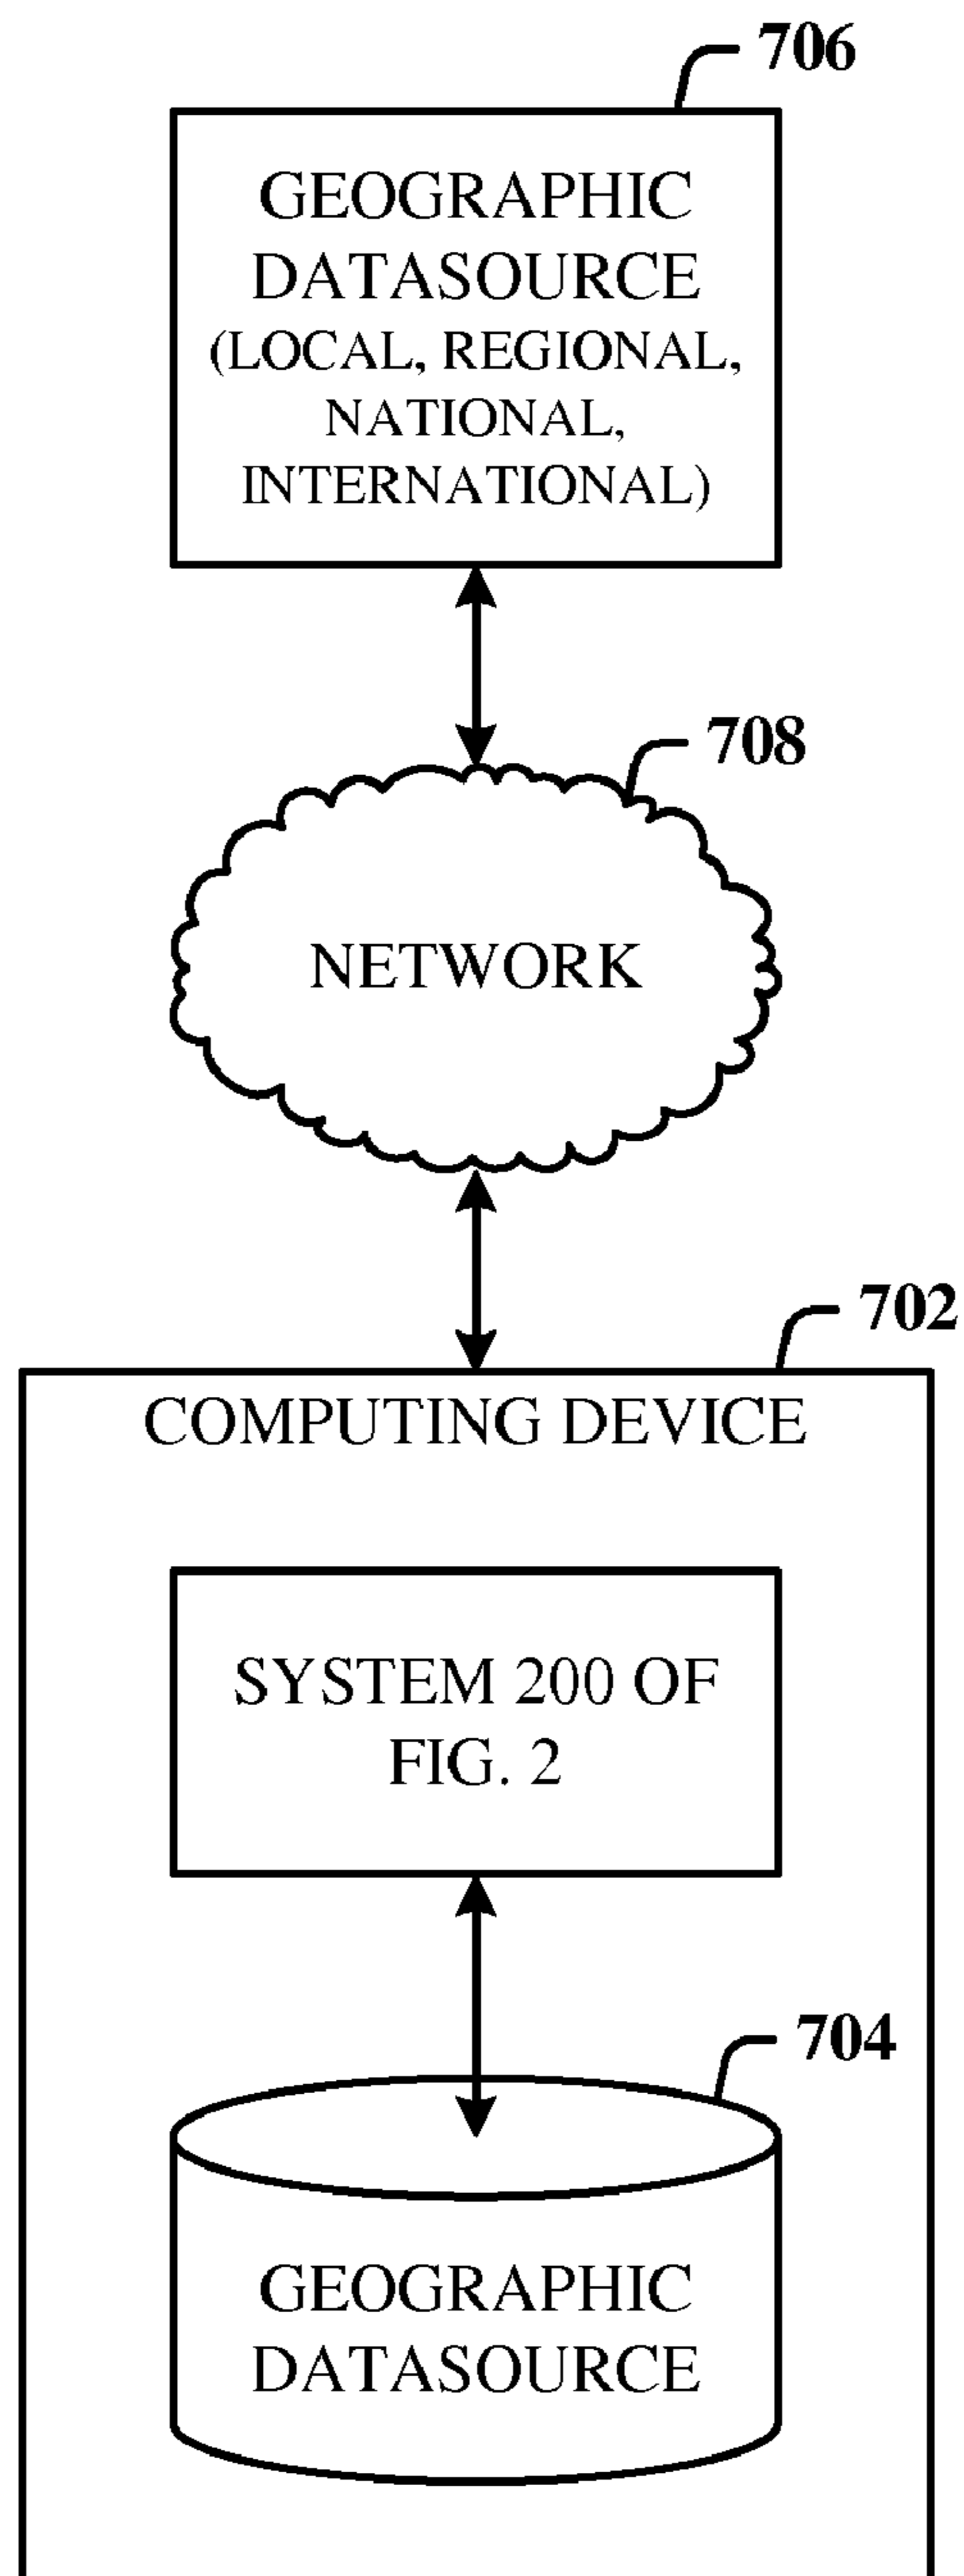 706
GEOGRAPHIC
DATASOURCE
(LOCAL, REGIONAL,
NATIONAL,
INTERNATIONAL)
708
NETWORK
702
COMPUTING DEVICE
SYSTEM 200 OF
FIG. 2
704
GEOGRAPHIC
DATASOURCE